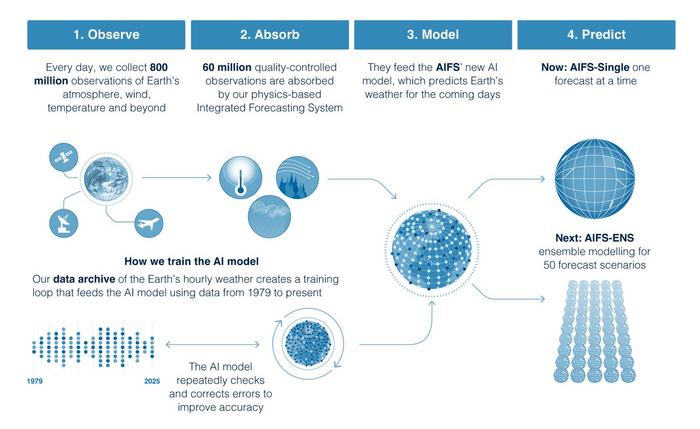 1. Observe
Every day, we collect 800
million observations of Earth's
atmosphere, wind,
temperature and beyond
2. Absorb
60 million quality-controlled
observations are absorbed
by our physics-based
Integrated Forecasting System
3. Model
They feed the AIFS' new AI
model, which predicts Earth's
weather for the coming days
4. Predict
Now: AIFS-Single one
forecast at a time
Next: AIFS-ENS
ensemble modelling for
50 forecast scenarios
How we train the AI model
Our data archive of the Earth's hourly weather creates a training
loop that feeds the AI model using data from 1979 to present
1979
2025
The AI model
repeatedly checks
and corrects errors to
improve accuracy